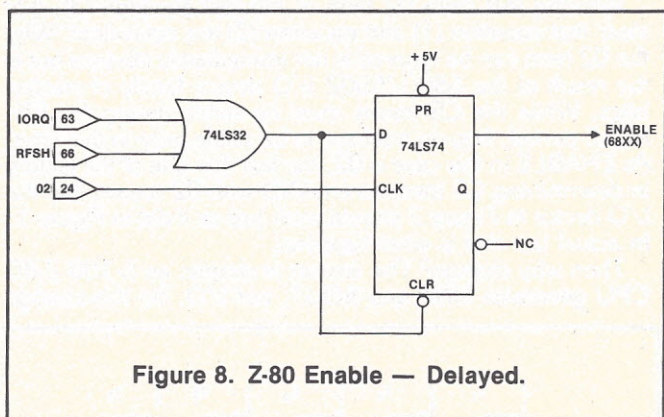 + 5V
IORQ 63
RFSH 66
02 24
74LS32
PR
D
74LS74
CLK
Q
CLR
NC
ENABLE
(68XX)
Figure 8. Z-80 Enable — Delayed.